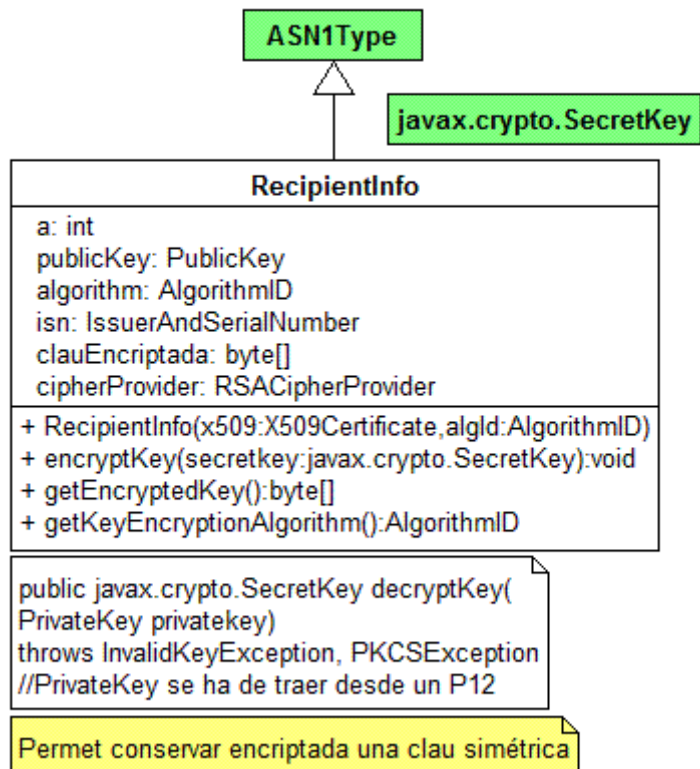 ASN1Type
javax.crypto.SecretKey
RecipientInfo
a: int
publicKey: PublicKey
algorithm: AlgorithmID
isn: IssuerAndSerialNumber
clauEncriptada: byte[]
cipherProvider: RSACipherProvider
+ RecipientInfo(x509:X509Certificate,algId:AlgorithmID)
+ encryptKey(secretkey:javax.crypto.SecretKey):void
+ getEncryptedKey():byte[]
+ getKeyEncryptionAlgorithm():AlgorithmID
public javax.crypto.SecretKey decryptKey(
PrivateKey privatekey)
throws InvalidKeyException, PKCSException
//PrivateKey se ha de traer desde un P12
Permet conservar encriptada una clau simétrica